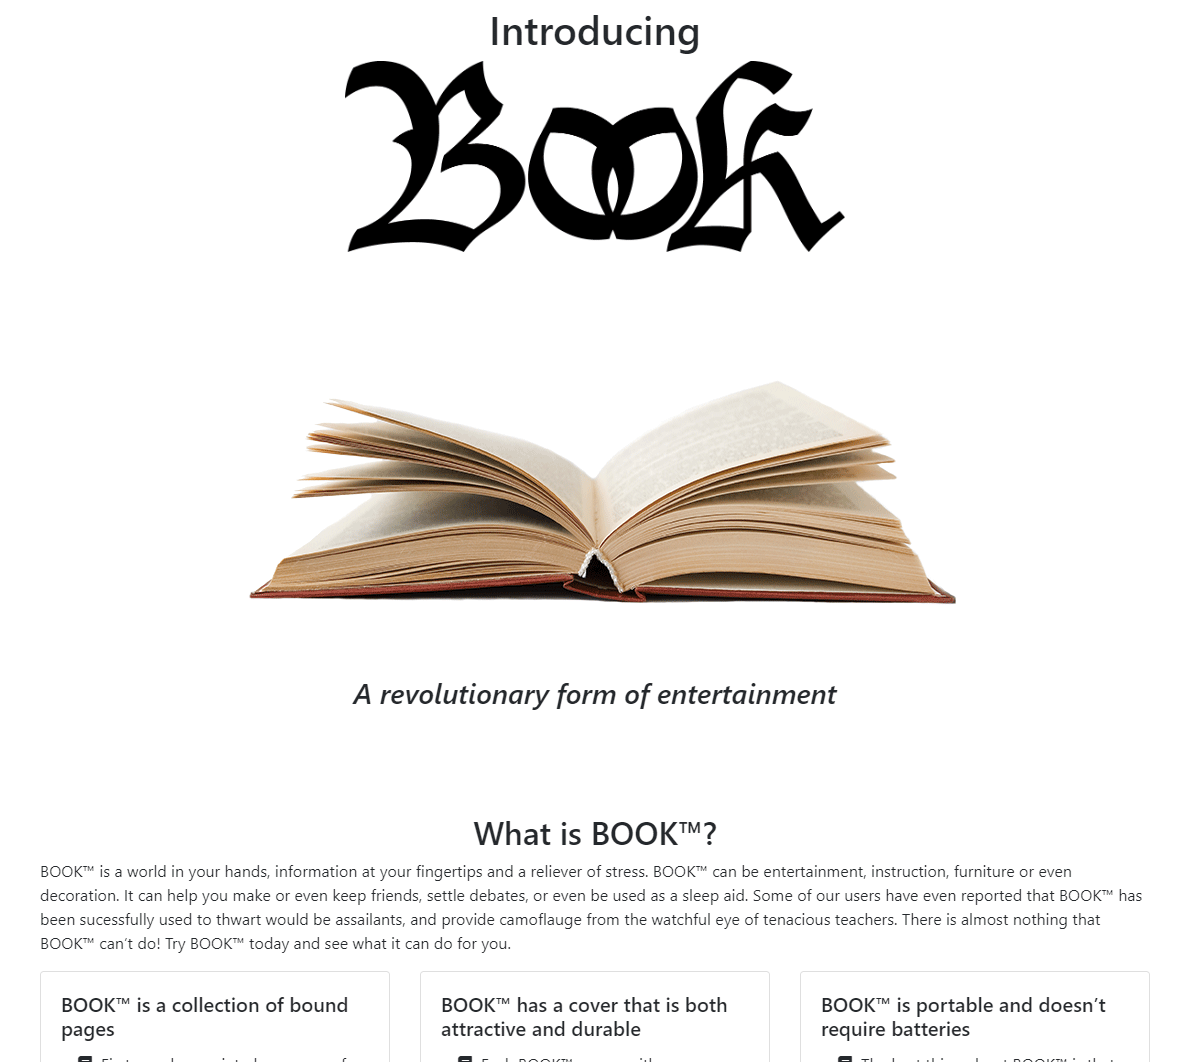 Introducing
Book
A revolutionary form of entertainment
What is BOOK™?
BOOK™ is a world in your hands, information at your fingertips and a reliever of stress. BOOK™ can be entertainment, instruction, furniture or even
decoration. It can help you make or even keep friends, settle debates, or even be used as a sleep aid. Some of our users have even reported that BOOK™ has
been sucessfully used to thwart would be assailants, and provide camoflauge from the watchful eye of tenacious teachers. There is almost nothing that
BOOK™ can’t do! Try BOOK™ today and see what it can do for you.
BOOK™ is a collection of bound
pages
BOOK™ has a cover that is both
attractive and durable
BOOK™ is portable and doesn’t
require batteries